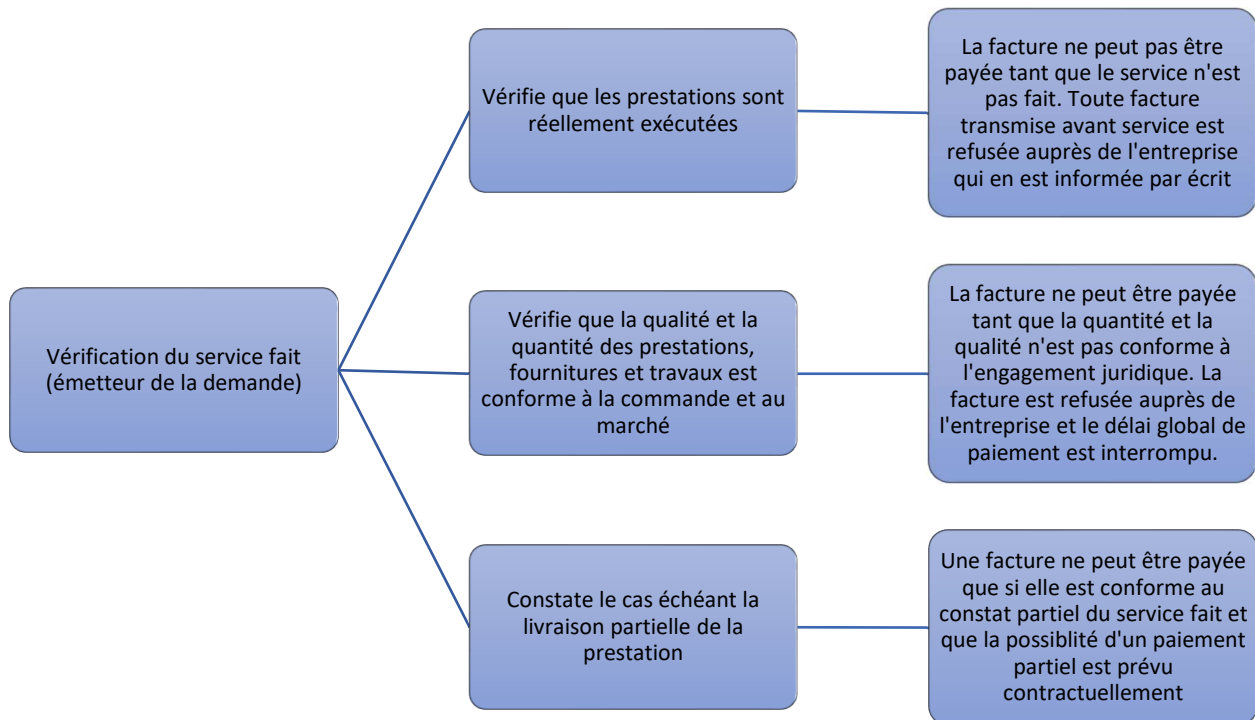 Vérification du service fait
(émetteur de la demande)
Vérifie que les prestations sont
réellement exécutées
La facture ne peut pas être
payée tant que le service n'est
pas fait. Toute facture
transmise avant service est
refusée auprès de l'entreprise
qui en est informée par écrit
Vérifie que la qualité et la
quantité des prestations,
fournitures et travaux est
conforme à la commande et au
marché
La facture ne peut être payée
tant que la quantité et la
qualité n'est pas conforme à
l'engagement juridique. La
facture est refusée auprès de
l'entreprise et le délai global de
paiement est interrompu.
Constate le cas échéant la
livraison partielle de la
prestation
Une facture ne peut être payée
que si elle est conforme au
constat partiel du service fait et
que la possiblité d'un paiement
partiel est prévu
contractuellement